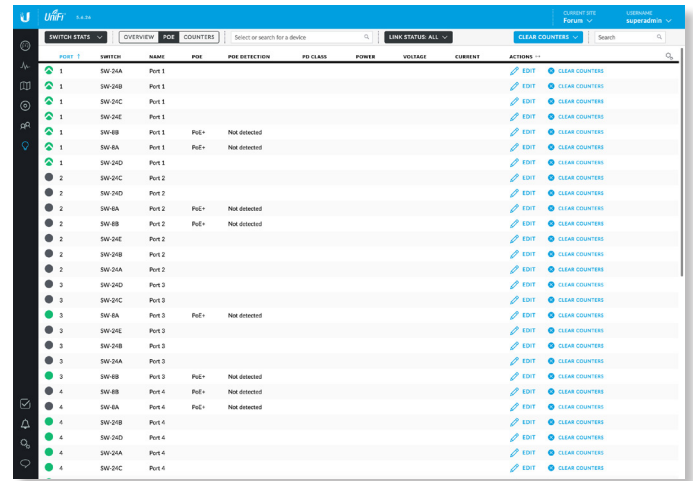 U UniFi 5.6.26 CURRENT SITE Forum USERNAME superadmin
SWITCH STATS OVERVIEW POE COUNTERS Select or search for a device LINK STATUS: ALL CLEAR COUNTERS Search
PORT ↑ SWITCH NAME POE POE DETECTION PD CLASS POWER VOLTAGE CURRENT ACTIONS
1 SW-24A Port 1 EDIT CLEAR COUNTERS
1 SW-24B Port 1 EDIT CLEAR COUNTERS
1 SW-24C Port 1 EDIT CLEAR COUNTERS
1 SW-24E Port 1 EDIT CLEAR COUNTERS
1 SW-8B Port 1 PoE+ Not detected EDIT CLEAR COUNTERS
1 SW-8A Port 1 PoE+ Not detected EDIT CLEAR COUNTERS
1 SW-24D Port 1 EDIT CLEAR COUNTERS
2 SW-24C Port 2 EDIT CLEAR COUNTERS
2 SW-24D Port 2 EDIT CLEAR COUNTERS
2 SW-8A Port 2 PoE+ Not detected EDIT CLEAR COUNTERS
2 SW-8B Port 2 PoE+ Not detected EDIT CLEAR COUNTERS
2 SW-24E Port 2 EDIT CLEAR COUNTERS
2 SW-24B Port 2 EDIT CLEAR COUNTERS
2 SW-24A Port 2 EDIT CLEAR COUNTERS
3 SW-24D Port 3 EDIT CLEAR COUNTERS
3 SW-24C Port 3 EDIT CLEAR COUNTERS
3 SW-8A Port 3 PoE+ Not detected EDIT CLEAR COUNTERS
3 SW-24E Port 3 EDIT CLEAR COUNTERS
3 SW-24B Port 3 EDIT CLEAR COUNTERS
3 SW-24A Port 3 EDIT CLEAR COUNTERS
3 SW-8B Port 3 PoE+ Not detected EDIT CLEAR COUNTERS
4 SW-8B Port 4 PoE+ Not detected EDIT CLEAR COUNTERS
4 SW-8A Port 4 PoE+ Not detected EDIT CLEAR COUNTERS
4 SW-24B Port 4 EDIT CLEAR COUNTERS
4 SW-24D Port 4 EDIT CLEAR COUNTERS
4 SW-24A Port 4 EDIT CLEAR COUNTERS
4 SW-24C Port 4 EDIT CLEAR COUNTERS